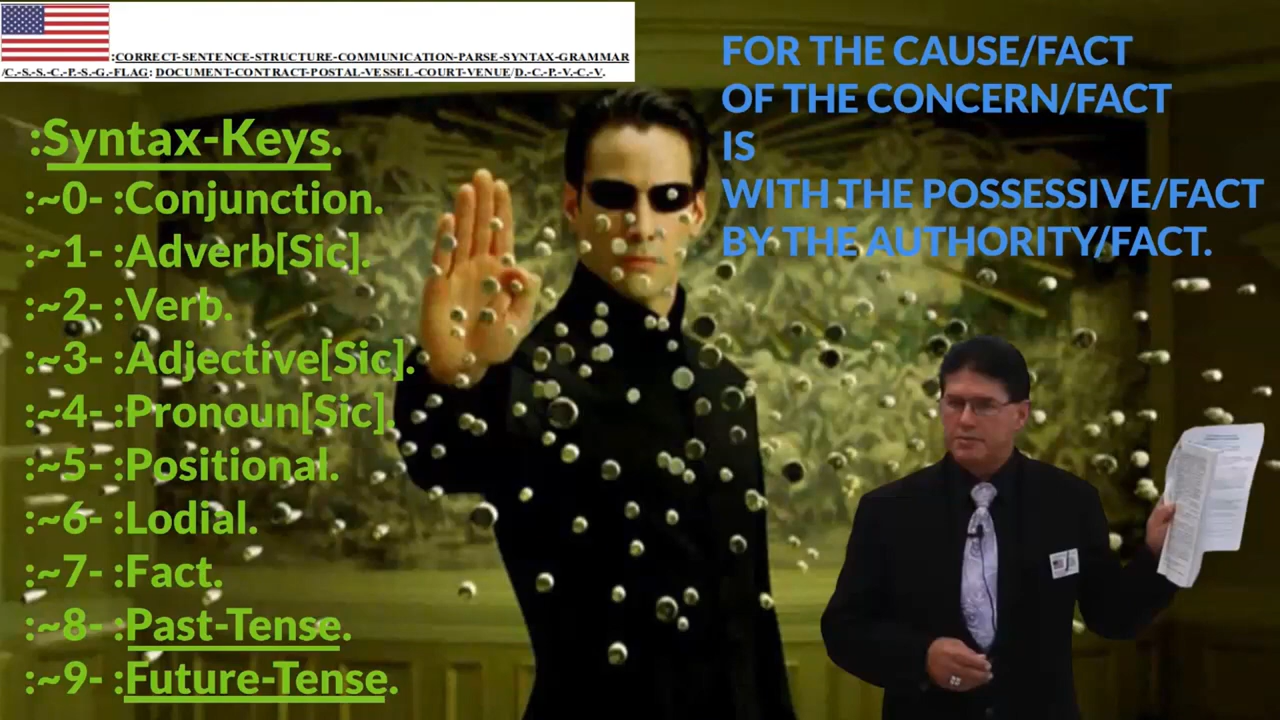 :CORRECT-SENTENCE-STRUCTURE-COMMUNICATION-PARSE-SYNTAX-GRAMMAR
/C.-S.-S.-C.-P.-S.-G.-FLAG: DOCUMENT-CONTRACT-POSTAL-VESSEL-COURT-VENUE/D.-C.-P.-V.-C.-V.
:Syntax-Keys.
:~0- :Conjunction.
:~1- :Adverb[Sic].
:~2- :Verb.
:~3- :Adjective[Sic].
:~4- :Pronoun[Sic].
:~5- :Positional.
:~6- :Lodial.
:~7- :Fact.
:~8- :Past-Tense.
:~9- :Future-Tense.
FOR THE CAUSE/FACT
OF THE CONCERN/FACT
IS
WITH THE POSSESSIVE/FACT
BY THE AUTHORITY/FACT.